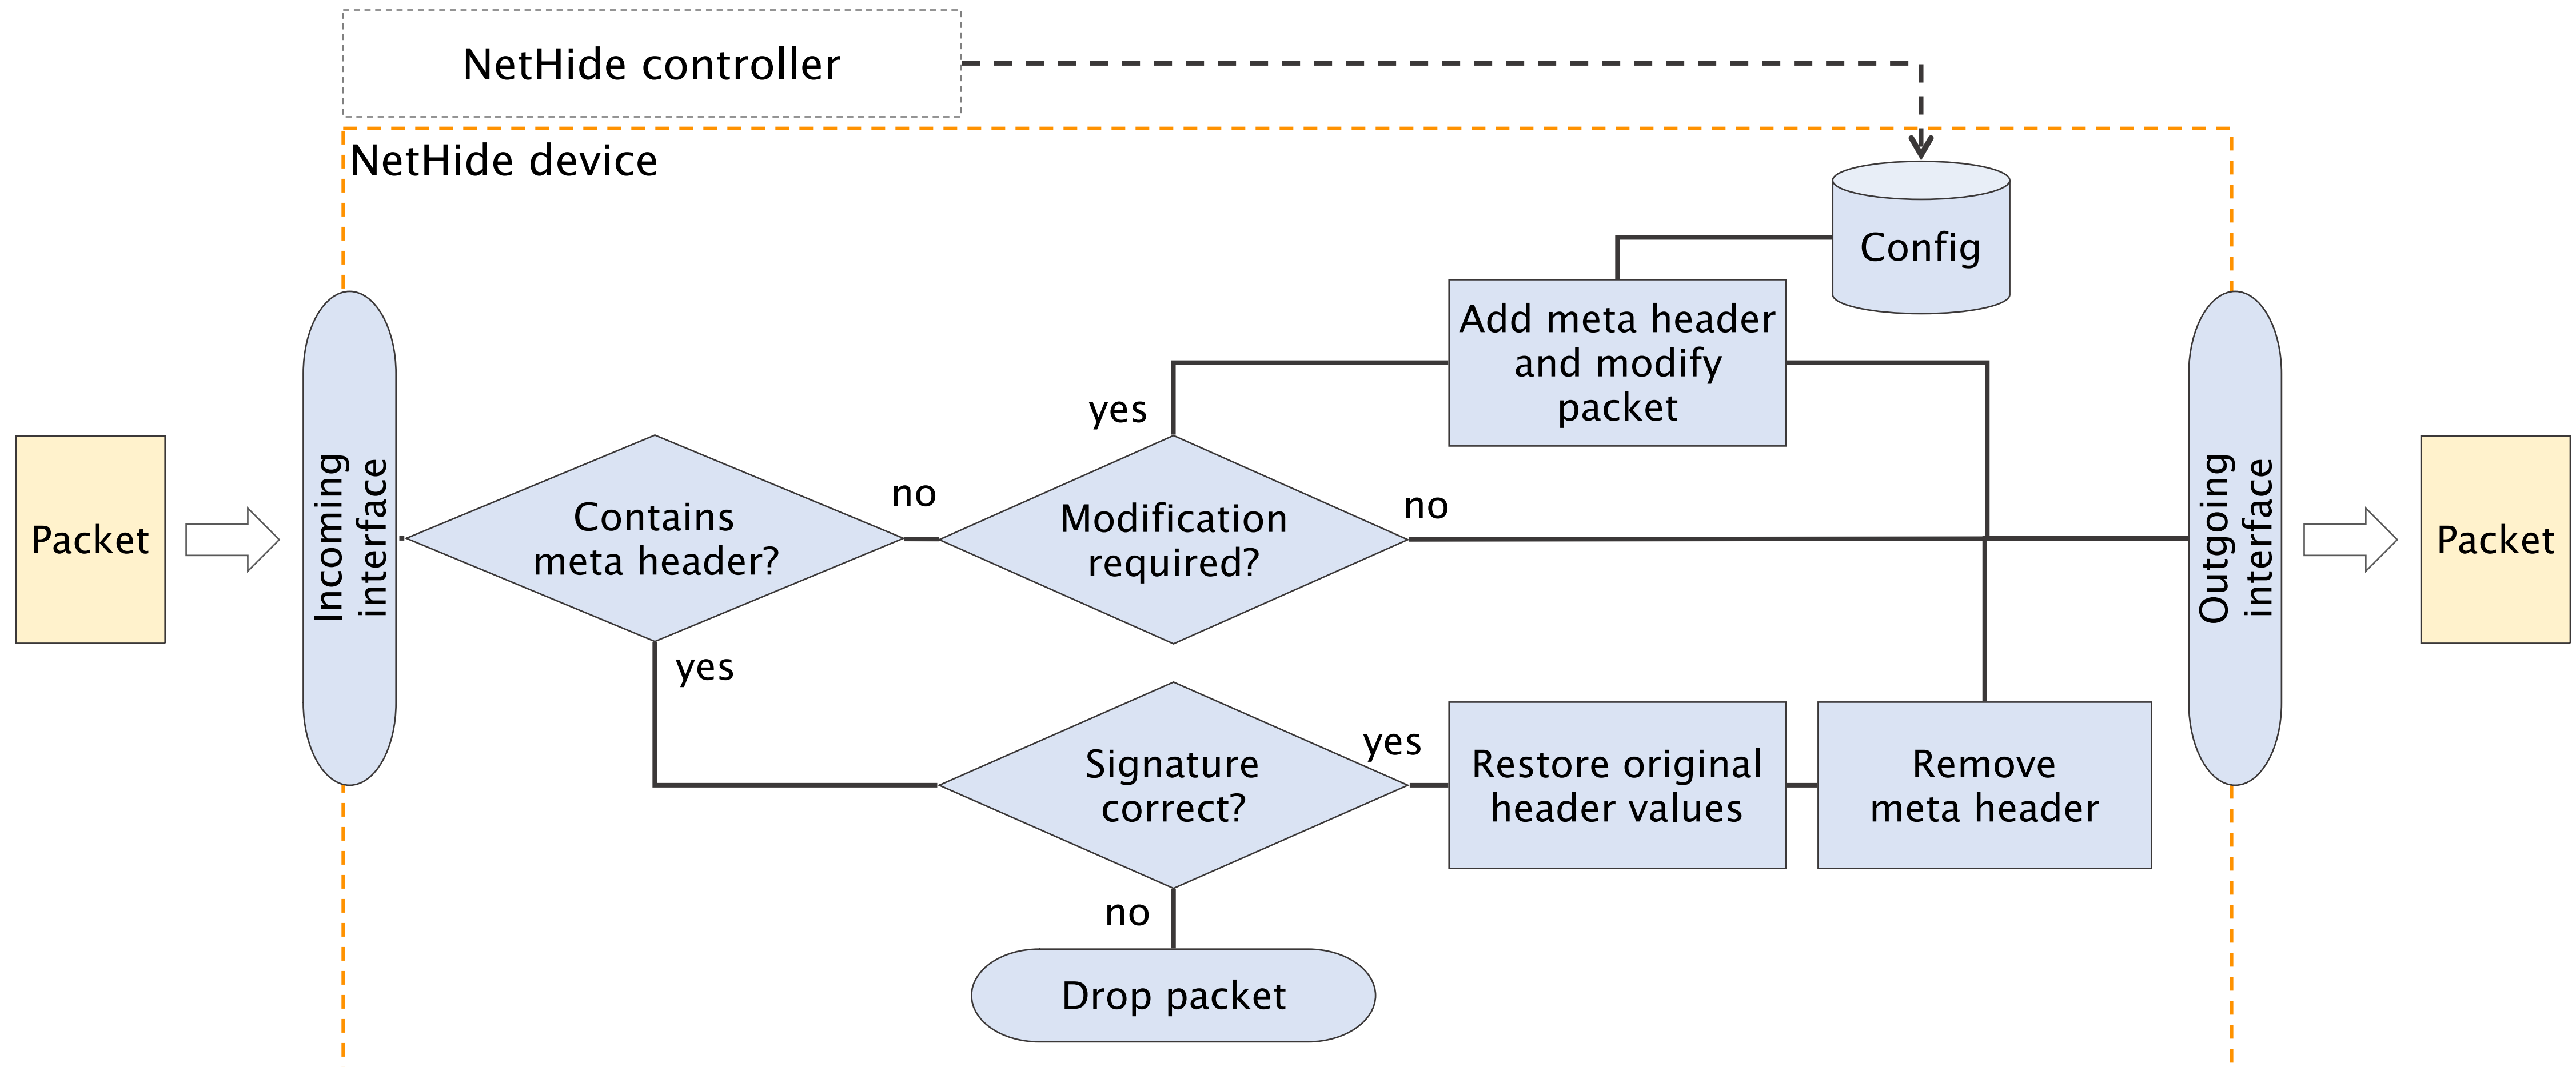 NetHide controller
NetHide device
Config
Add meta header
and modify
packet
yes
Packet
Incoming
interface
Contains
meta header?
no
Modification
required?
no
Outgoing
interface
Packet
yes
Signature
correct?
yes
Restore original
header values
Remove
meta header
no
Drop packet